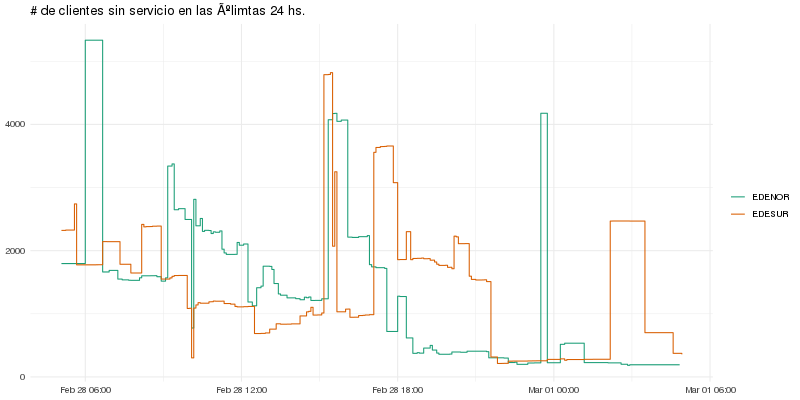 # de clientes sin servicio en las Ãºlimtas 24 hs.
4000
2000
0
Feb 28 06:00
Feb 28 12:00
Feb 28 18:00
Mar 01 00:00
Mar 01 06:00
EDENOR
EDESUR